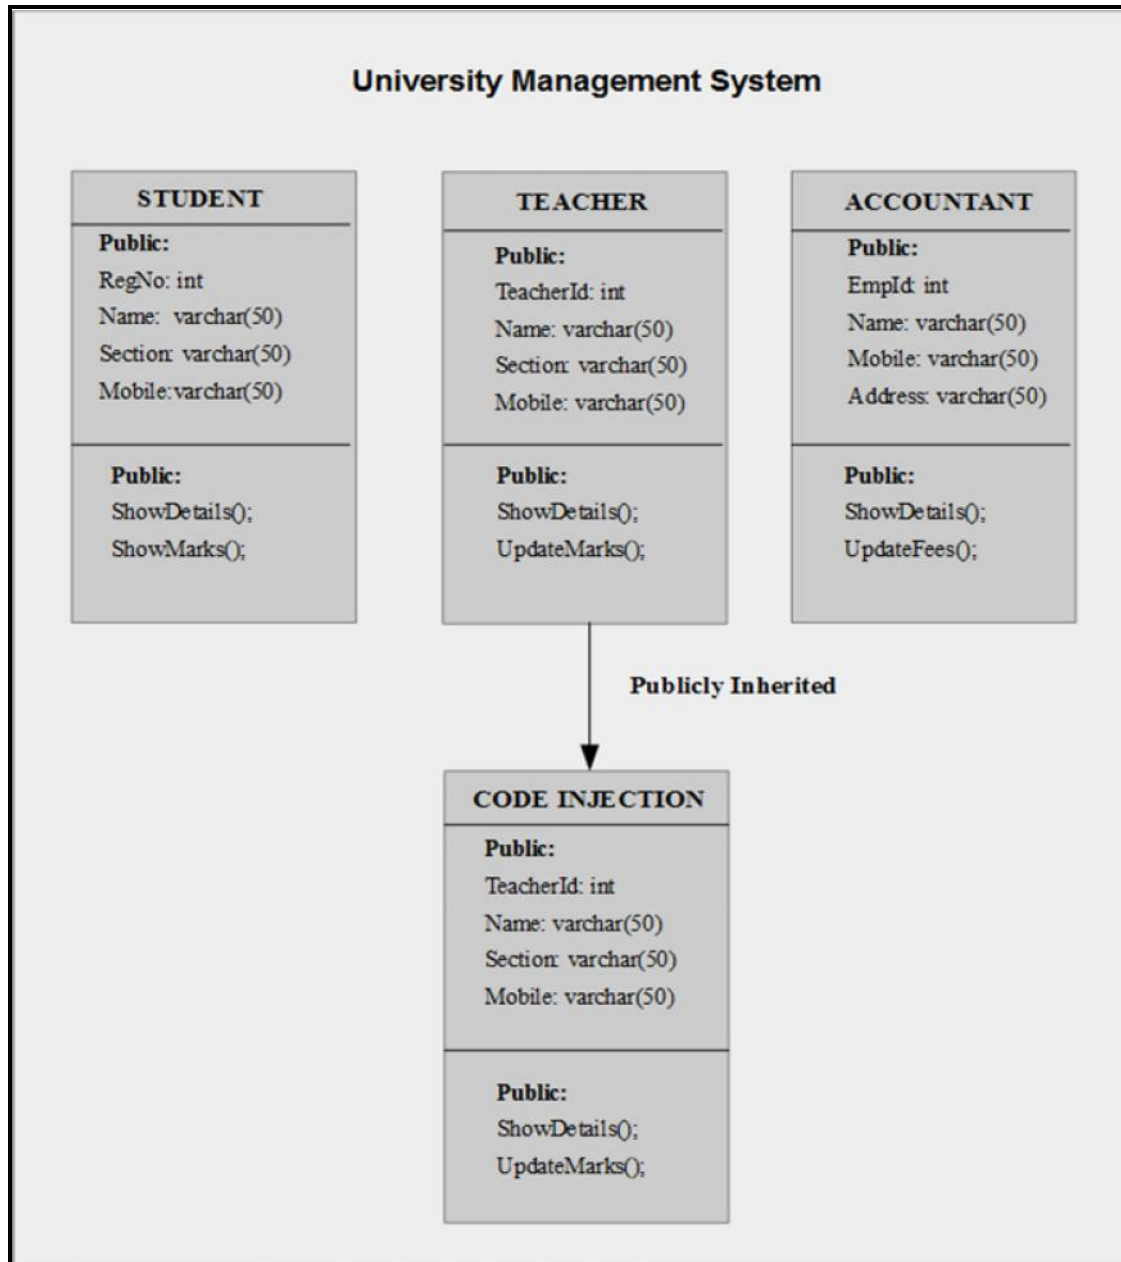 University Management System
STUDENT
Public:
RegNo: int
Name: varchar(50)
Section: varchar(50)
Mobile:varchar(50)
Public:
ShowDetails();
ShowMarks();
TEACHER
Public:
TeacherId: int
Name: varchar(50)
Section: varchar(50)
Mobile: varchar(50)
Public:
ShowDetails();
UpdateMarks();
ACCOUNTANT
Public:
EmpId: int
Name: varchar(50)
Mobile: varchar(50)
Address: varchar(50)
Public:
ShowDetails();
UpdateFees();
Publicly Inherited
CODE INJECTION
Public:
TeacherId: int
Name: varchar(50)
Section: varchar(50)
Mobile: varchar(50)
Public:
ShowDetails();
UpdateMarks();